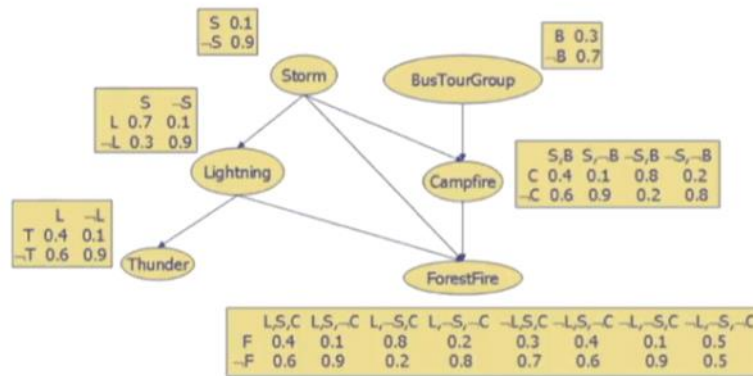 S 0.1
¬S 0.9
B 0.3
¬B 0.7
Storm
BusTourGroup
S ¬S
L 0.7 0.1
¬L 0.3 0.9
S,B S,¬B ¬S,B ¬S,¬B
C 0.4 0.1 0.8 0.2
¬C 0.6 0.9 0.2 0.8
Lightning
Campfire
L ¬L
T 0.4 0.1
¬T 0.6 0.9
Thunder
ForestFire
L,S,C L,S,¬C L,¬S,C L,¬S,¬C ¬L,S,C ¬L,S,¬C ¬L,¬S,C ¬L,¬S,¬C
F 0.4 0.1 0.8 0.2 0.3 0.4 0.1 0.5
¬F 0.6 0.9 0.2 0.8 0.7 0.6 0.9 0.5